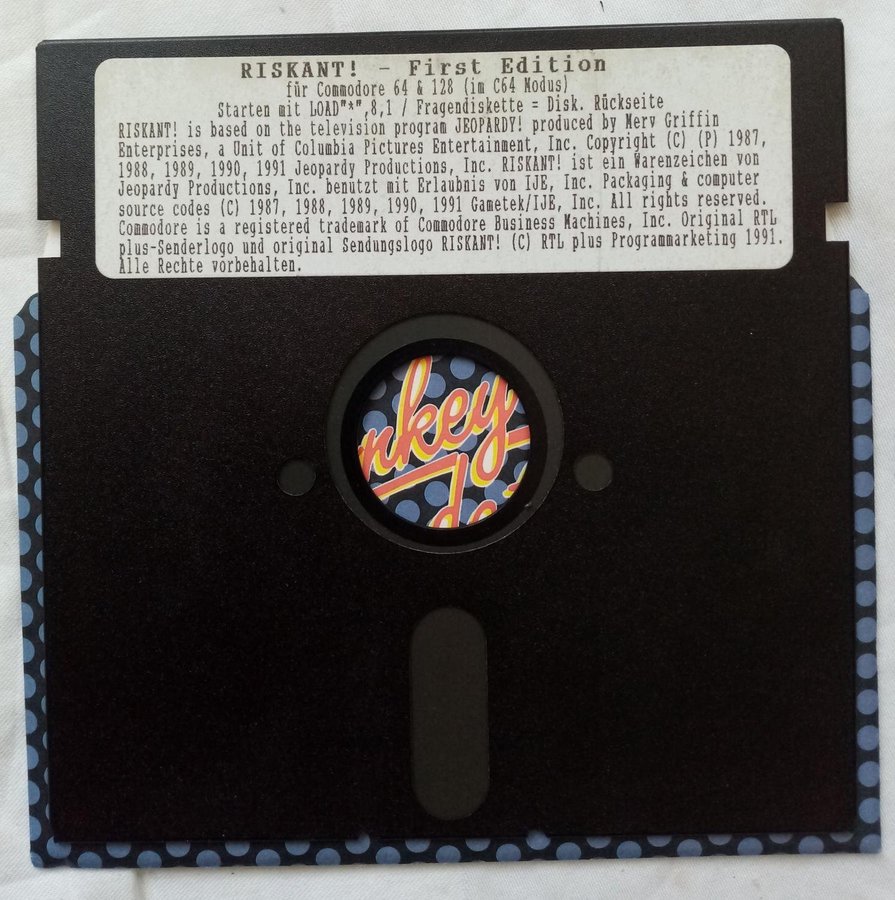 RISKANT! - First Edition
für Commodore 64 & 128 (im C64 Modus)
Starten mit LOAD"*",8,1 / Fragendiskette = Disk. Rückseite
RISKANT! is based on the television program JEOPARDY! produced by Merv Griffin
Enterprises, a Unit of Columbia Pictures Entertainment, Inc. Copyright (C) (P) 1987,
1988, 1989, 1990, 1991 Jeopardy Productions, Inc. RISKANT! ist ein Warenzeichen von
Jeopardy Productions, Inc. benutzt mit Erlaubnis von IJE, Inc. Packaging & computer
source codes (C) 1987, 1988, 1989, 1990, 1991 Gametek/IJE, Inc. All rights reserved.
Commodore is a registered trademark of Commodore Business Machines, Inc. Original RTL
plus-Senderlogo und original Sendungslogo RISKANT! (C) RTL plus Programmarketing 1991.
Alle Rechte vorbehalten.
nkey